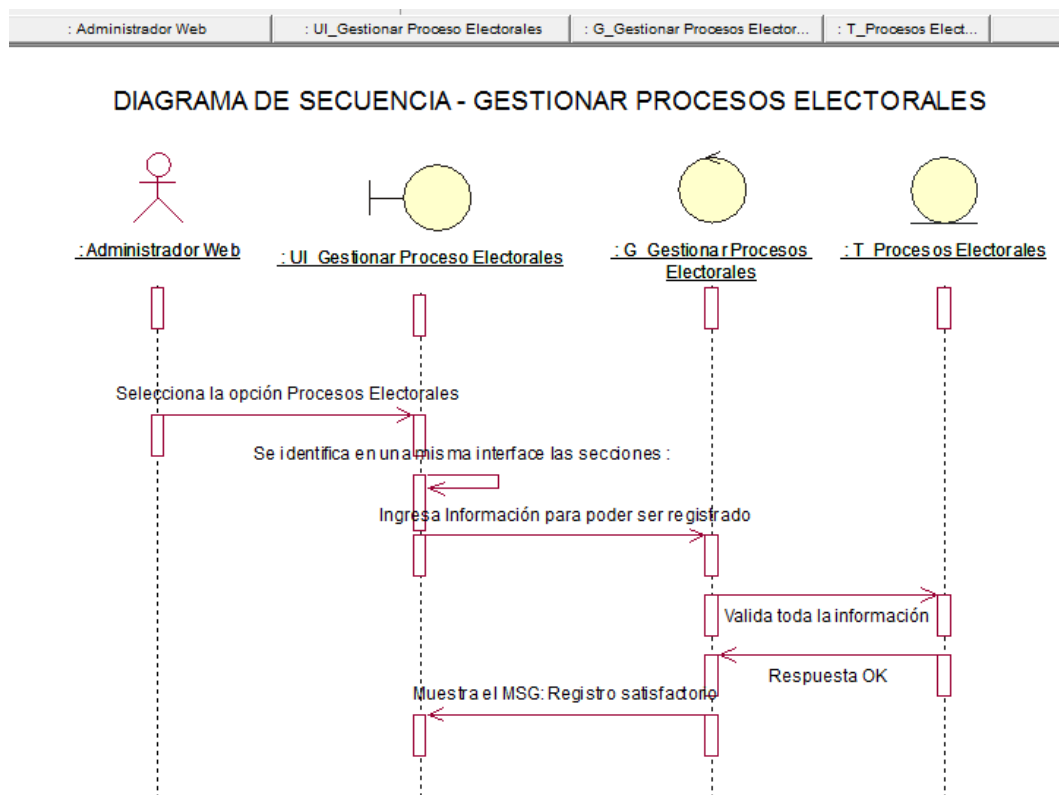 : Administrador Web
: UI_Gestionar Proceso Electorales
: G_Gestionar Procesos Elector...
: T_Procesos Elect...
DIAGRAMA DE SECUENCIA - GESTIONAR PROCESOS ELECTORALES
: Administrador Web
: UI_Gestionar Proceso Electorales
: G_Gestionar Procesos
Electorales
: T_Procesos Electorales
Selecciona la opción Procesos Electorales
Se identifica en una misma interface las secciones :
Ingresa Información para poder ser registrado
Valida toda la información
Respuesta OK
Muestra el MSG: Registro satisfactorio